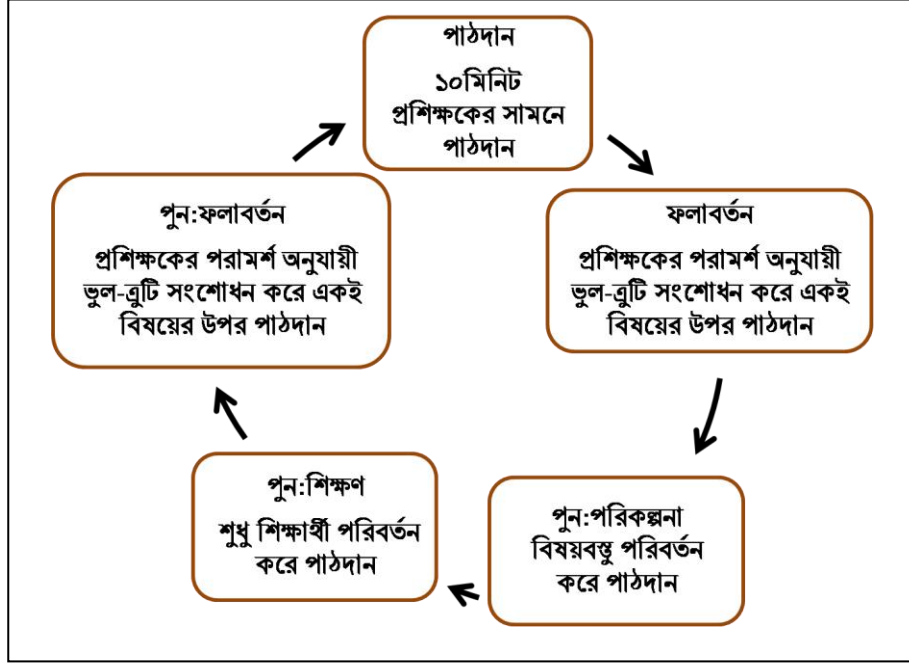 পাঠদান
১০মিনিট
প্রশিক্ষকের সামনে
পাঠদান
ফলাবর্তন
প্রশিক্ষকের পরামর্শ অনুযায়ী
ভুল-ত্রুটি সংশোধন করে একই
বিষয়ের উপর পাঠদান
পুন:পরিকল্পনা
বিষয়বস্তু পরিবর্তন
করে পাঠদান
পুন:শিক্ষণ
শুধু শিক্ষার্থী পরিবর্তন
করে পাঠদান
পুন:ফলাবর্তন
প্রশিক্ষকের পরামর্শ অনুযায়ী
ভুল-ত্রুটি সংশোধন করে একই
বিষয়ের উপর পাঠদান